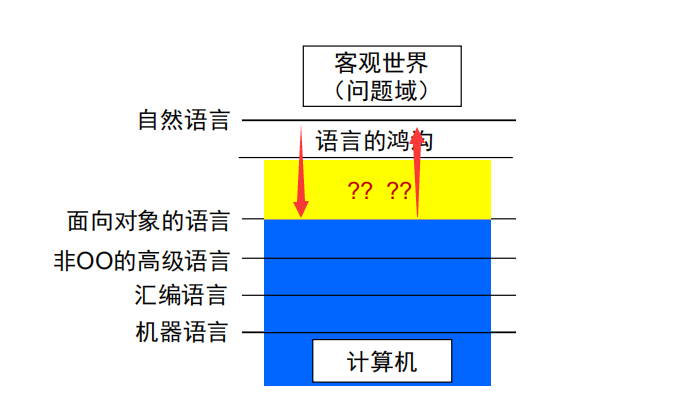 客观世界
（问题域）
自然语言
语言的鸿沟
?? ??
面向对象的语言
非OO的高级语言
汇编语言
机器语言
计算机